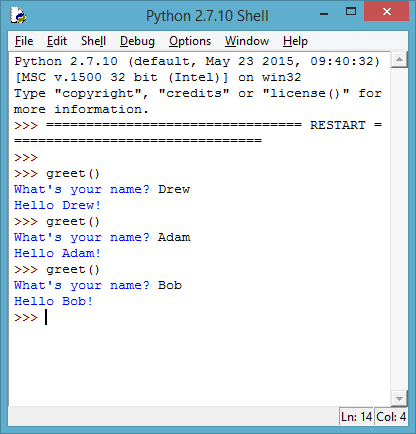 Python 2.7.10 Shell
File Edit Shell Debug Options Window Help
Python 2.7.10 (default, May 23 2015, 09:40:32)
[MSC v.1500 32 bit (Intel)] on win32
Type "copyright", "credits" or "license()" for
more information.
>>> ================================ RESTART =
===============================
>>>
>>> greet()
What's your name? Drew
Hello Drew!
>>> greet()
What's your name? Adam
Hello Adam!
>>> greet()
What's your name? Bob
Hello Bob!
>>>
Ln: 14 Col: 4